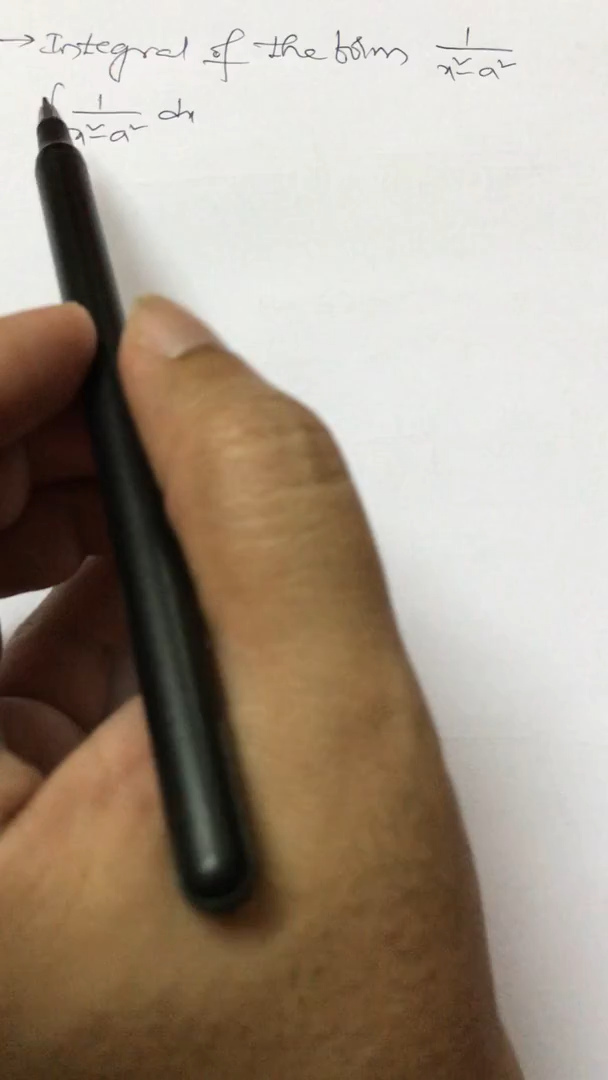 → Integral of the form 1/(x²-a²)
∫ 1/(x²-a²) dx